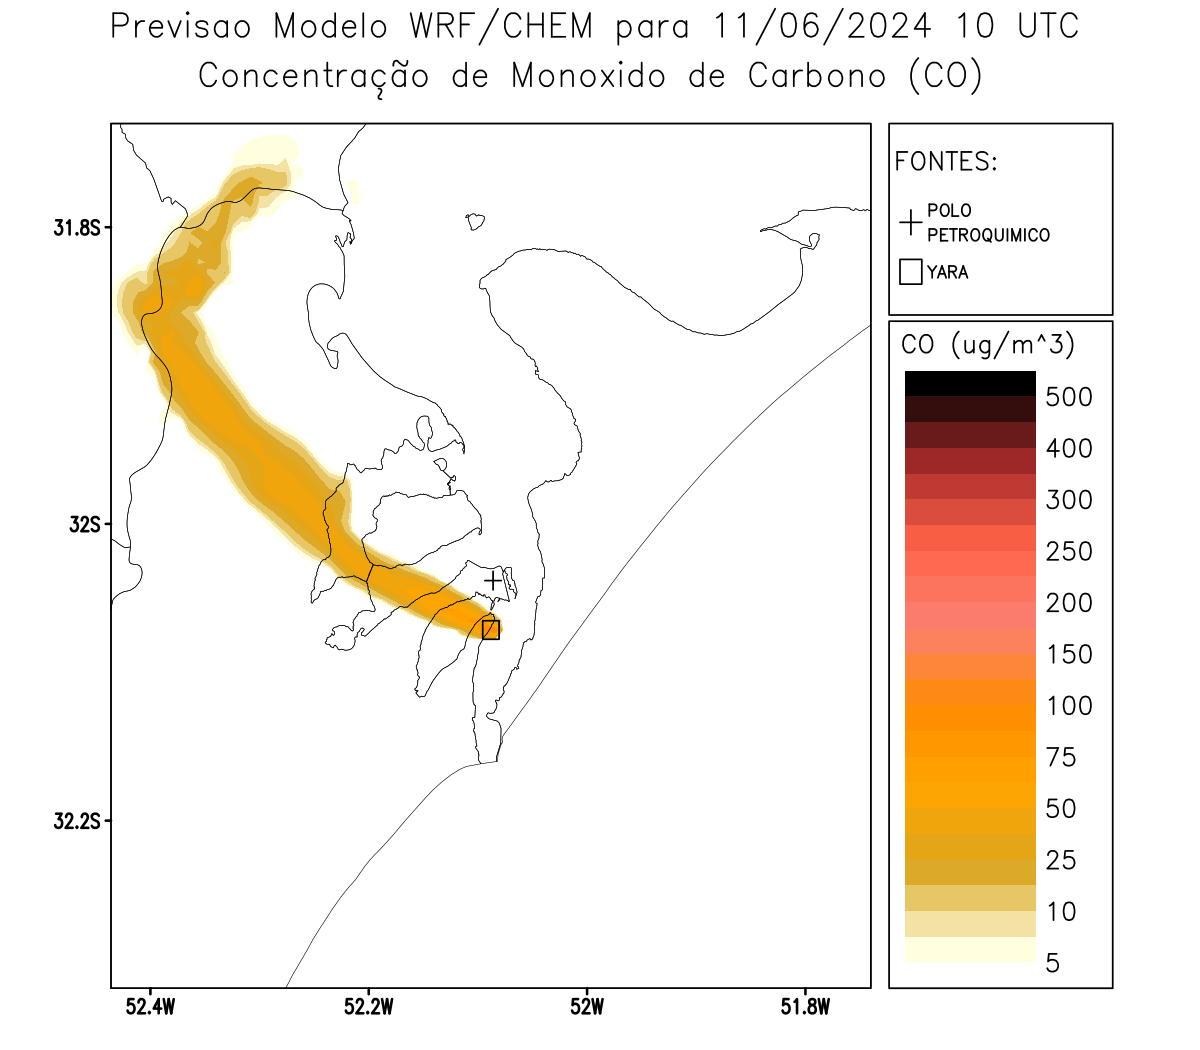 Previsao Modelo WRF/CHEM para 11/06/2024 10 UTC
Concentração de Monoxido de Carbono (CO)
FONTES:
POLO
PETROQUIMICO
YARA
31.8S
32S
32.2S
52.4W
52.2W
52W
51.8W
CO (ug/m^3)
500
400
300
250
200
150
100
75
50
25
10
5